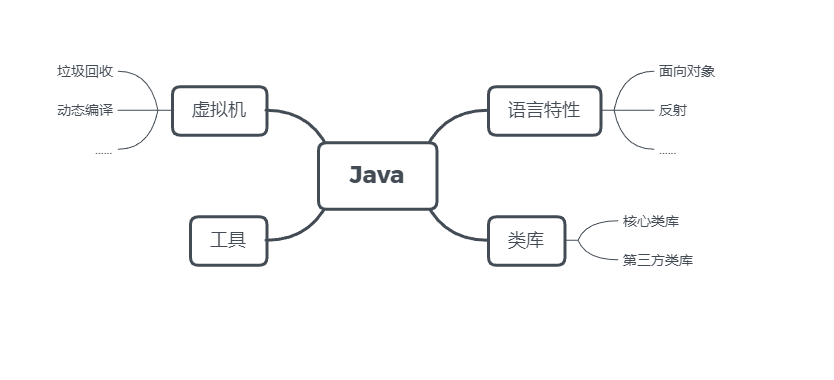 Java
虚拟机
垃圾回收
动态编译
......
工具
语言特性
面向对象
反射
......
类库
核心类库
第三方类库